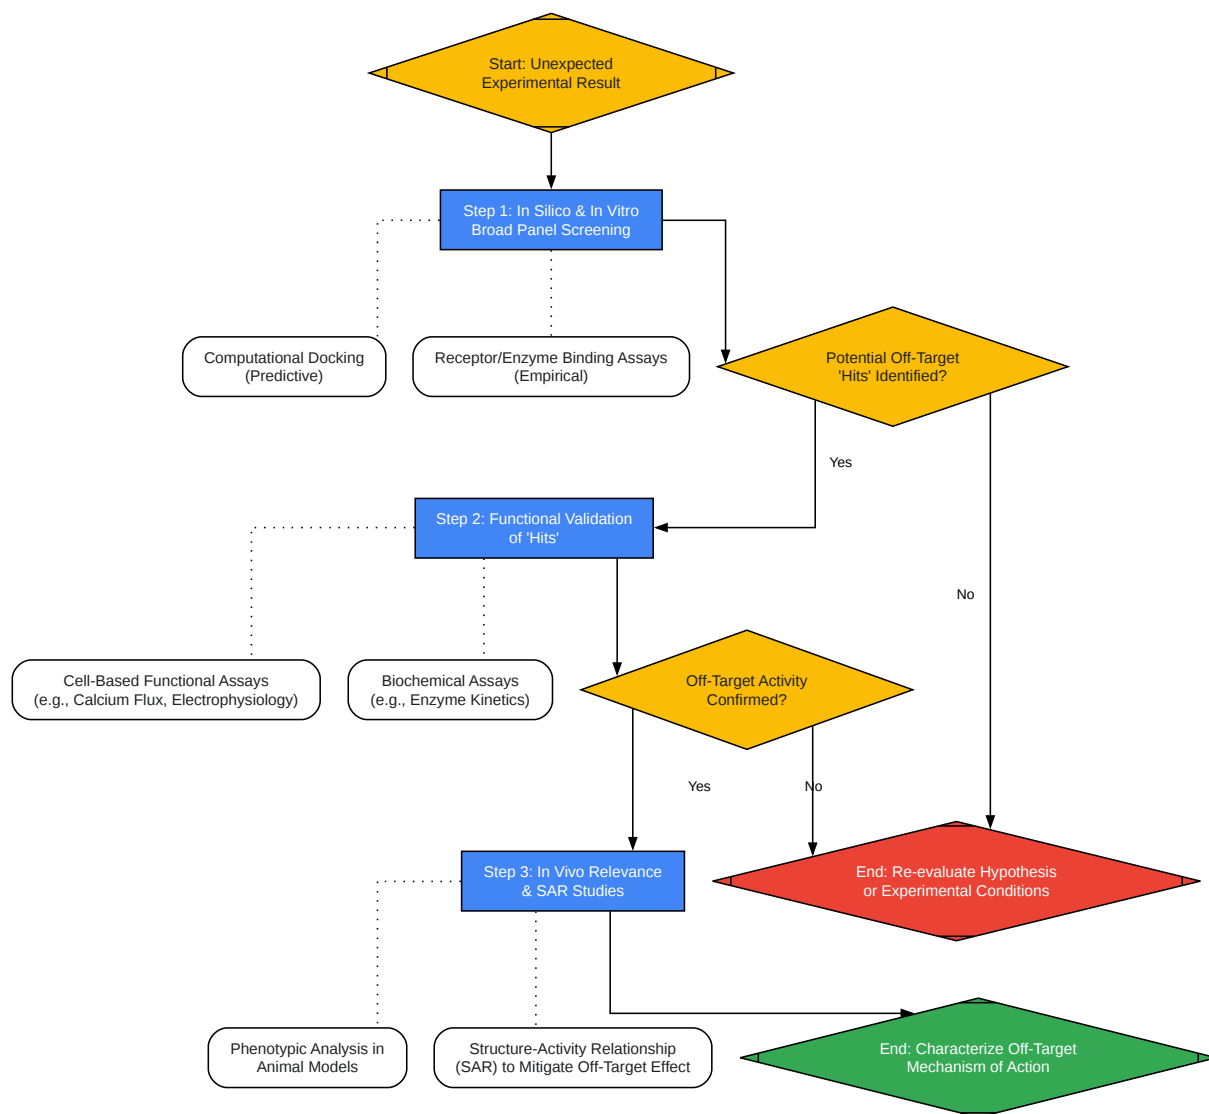 Start: Unexpected
Experimental Result
Step 1: In Silico & In Vitro
Broad Panel Screening
Computational Docking
(Predictive)
Receptor/Enzyme Binding Assays
(Empirical)
Potential Off-Target
'Hits' Identified?
Yes
No
Step 2: Functional Validation
of 'Hits'
Cell-Based Functional Assays
(e.g., Calcium Flux, Electrophysiology)
Biochemical Assays
(e.g., Enzyme Kinetics)
Off-Target Activity
Confirmed?
Yes
No
Step 3: In Vivo Relevance
& SAR Studies
End: Re-evaluate Hypothesis
or Experimental Conditions
Phenotypic Analysis in
Animal Models
Structure-Activity Relationship
(SAR) to Mitigate Off-Target Effect
End: Characterize Off-Target
Mechanism of Action